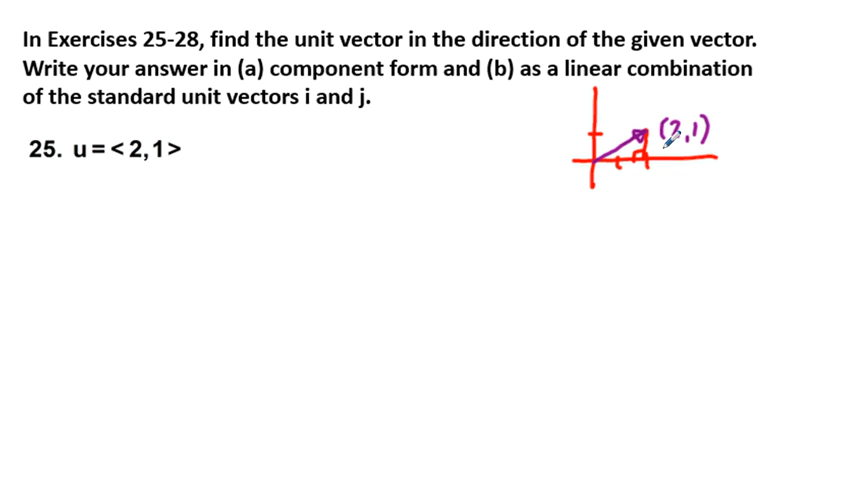 In Exercises 25-28, find the unit vector in the direction of the given vector.
Write your answer in (a) component form and (b) as a linear combination
of the standard unit vectors i and j.
(2,1)
25. u = < 2, 1 >